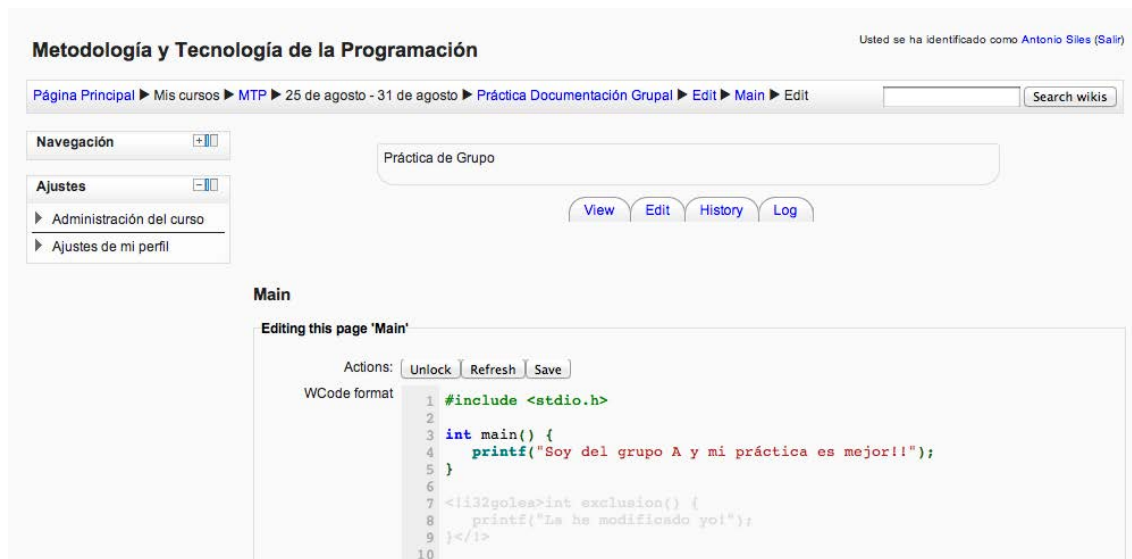 Metodología y Tecnología de la Programación
Usted se ha identificado como Antonio Siles (Salir)
Página Principal ▶ Mis cursos ▶ MTP ▶ 25 de agosto - 31 de agosto ▶ Práctica Documentación Grupal ▶ Edit ▶ Main ▶ Edit
Search wikis
Navegación
Ajustes
Administración del curso
Ajustes de mi perfil
Práctica de Grupo
View Edit History Log
Main
Editing this page 'Main'
Actions: Unlock Refresh Save
WCode format
1 #include <stdio.h>
2
3 int main() {
4 printf("Soy del grupo A y mi práctica es mejor!!");
5 }
6
7 <!i32golea>int exclusion() {
8 printf("La he modificado yo!");
9 }</!>
10